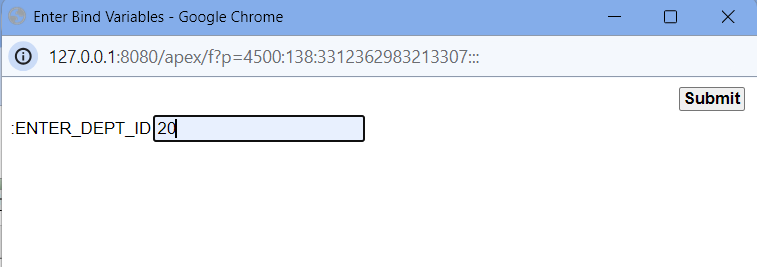 Enter Bind Variables - Google Chrome
127.0.0.1:8080/apex/f?p=4500:138:3312362983213307:::
Submit
:ENTER_DEPT_ID 20